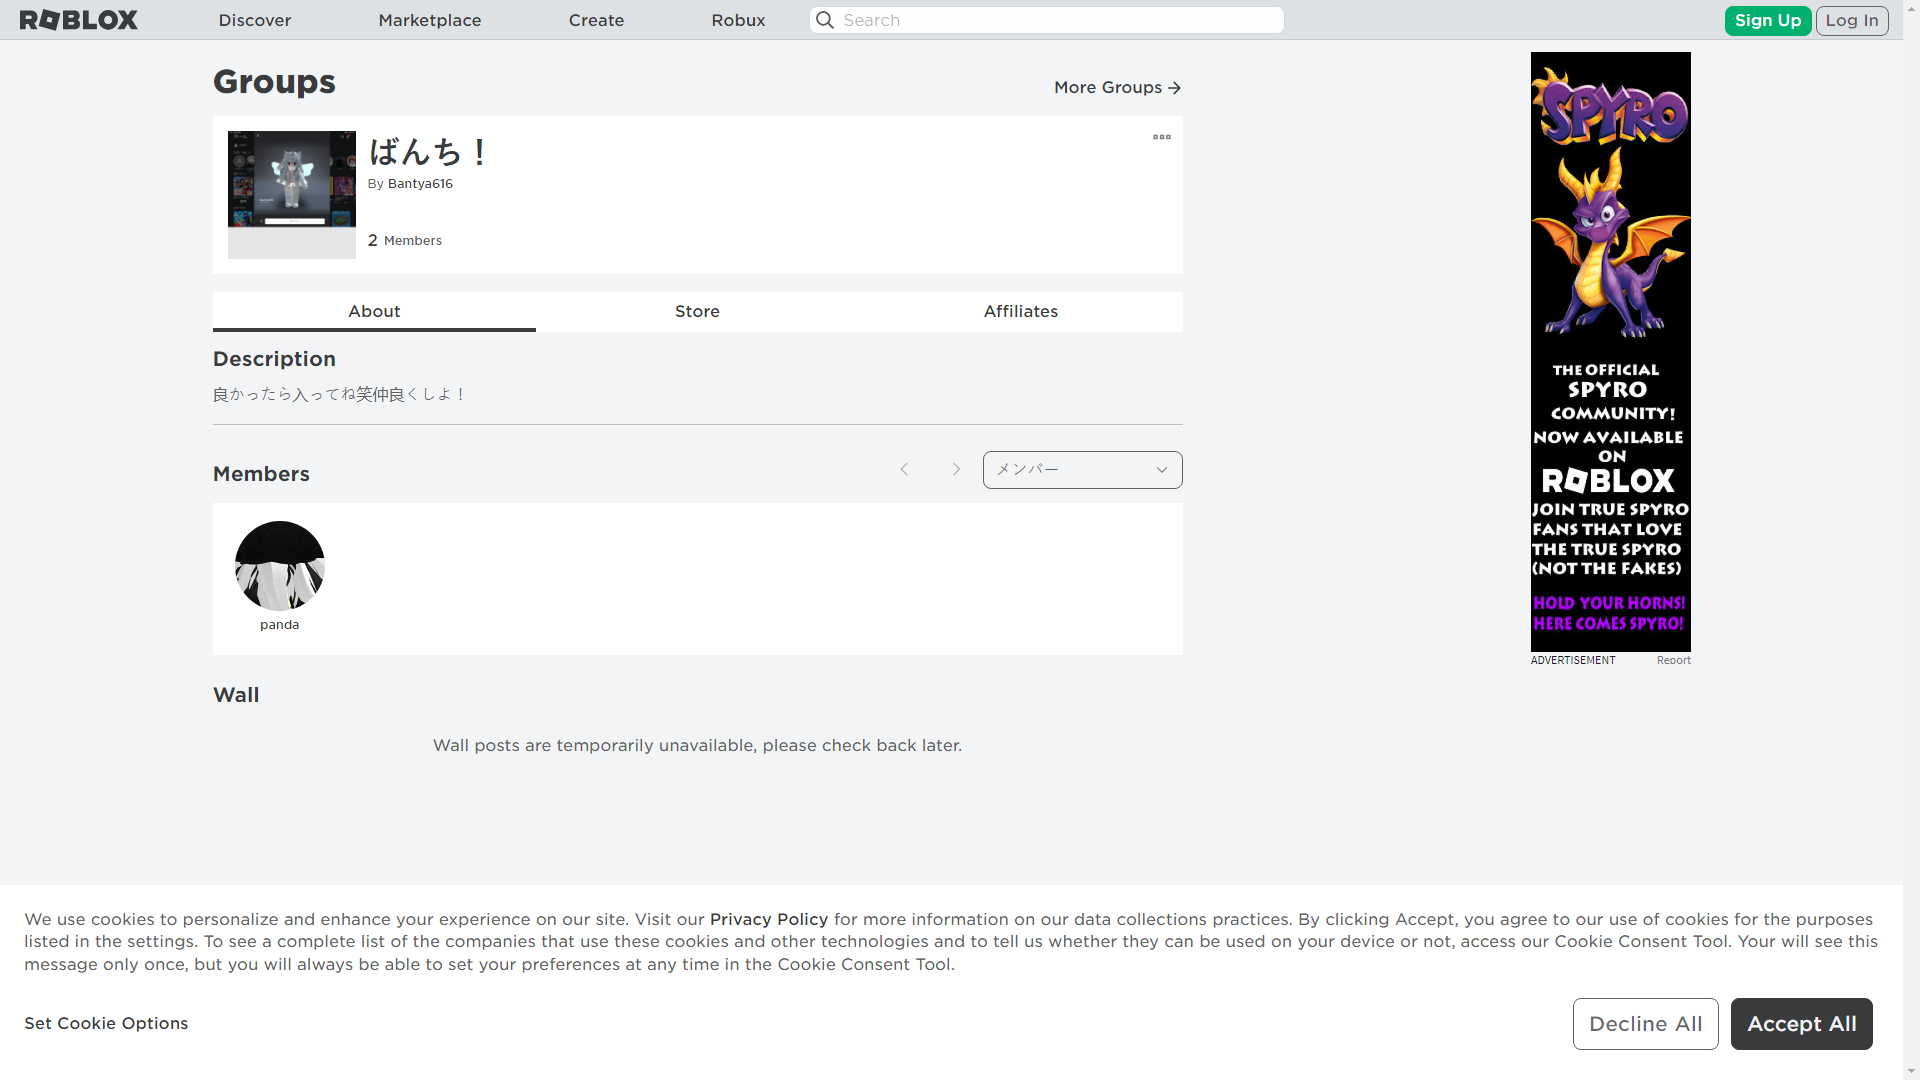 ROBLOX
Discover
Marketplace
Create
Robux
Search
Sign Up
Log In
Groups
More Groups
ばんち！
By Bantya616
2 Members
About
Store
Affiliates
Description
良かったら入ってね笑仲良くしよ！
Members
メンバー
panda
Wall
Wall posts are temporarily unavailable, please check back later.
SPYRO
THE OFFICIAL
SPYRO
COMMUNITY!
NOW AVAILABLE
ON
ROBLOX
JOIN TRUE SPYRO
FANS THAT LOVE
THE TRUE SPYRO
(NOT THE FAKES)
HOLD YOUR HORNS!
HERE COMES SPYRO!
ADVERTISEMENT
Report
We use cookies to personalize and enhance your experience on our site. Visit our Privacy Policy for more information on our data collections practices. By clicking Accept, you agree to our use of cookies for the purposes
listed in the settings. To see a complete list of the companies that use these cookies and other technologies and to tell us whether they can be used on your device or not, access our Cookie Consent Tool. Your will see this
message only once, but you will always be able to set your preferences at any time in the Cookie Consent Tool.
Set Cookie Options
Decline All
Accept All